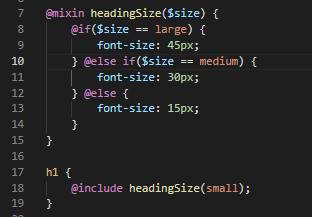 7 @mixin headingSize($size) {
8 @if($size == large) {
9 font-size: 45px;
10 } @else if($size == medium) {
11 font-size: 30px;
12 } @else {
13 font-size: 15px;
14 }
15 }
16
17 h1 {
18 @include headingSize(small);
19 }